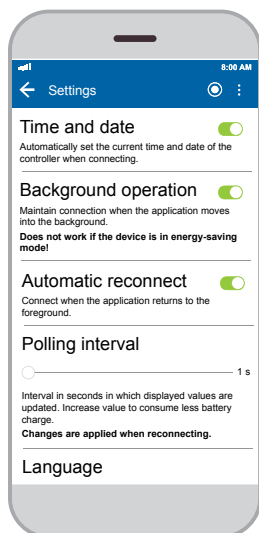 8:00 AM
Settings
Time and date
Automatically set the current time and date of the
controller when connecting.
Background operation
Maintain connection when the application moves
into the background.
Does not work if the device is in energy-saving
mode!
Automatic reconnect
Connect when the application returns to the
foreground.
Polling interval
1 s
Interval in seconds in which displayed values are
updated. Increase value to consume less battery
charge.
Changes are applied when reconnecting.
Language